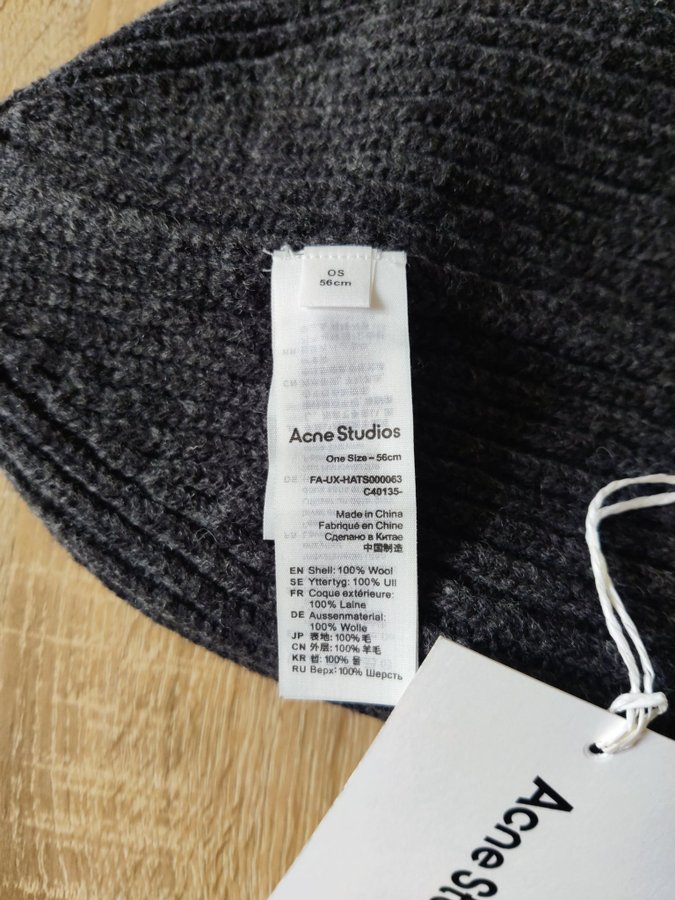 OS
56cm
Acne Studios
One Size – 56cm
FA-UX-HATS000063
C40135-
Made in China
Fabriqué en Chine
Сделано в Китае
中国制造
EN Shell: 100% Wool
SE Yttertyg: 100% Ull
FR Coque extérieure:
100% Laine
DE Aussenmaterial:
100% Wolle
JP 表地: 100% 毛
CN 外层: 100% 羊毛
KR 겉: 100% 울
RU Верх: 100% Шерсть
Acne